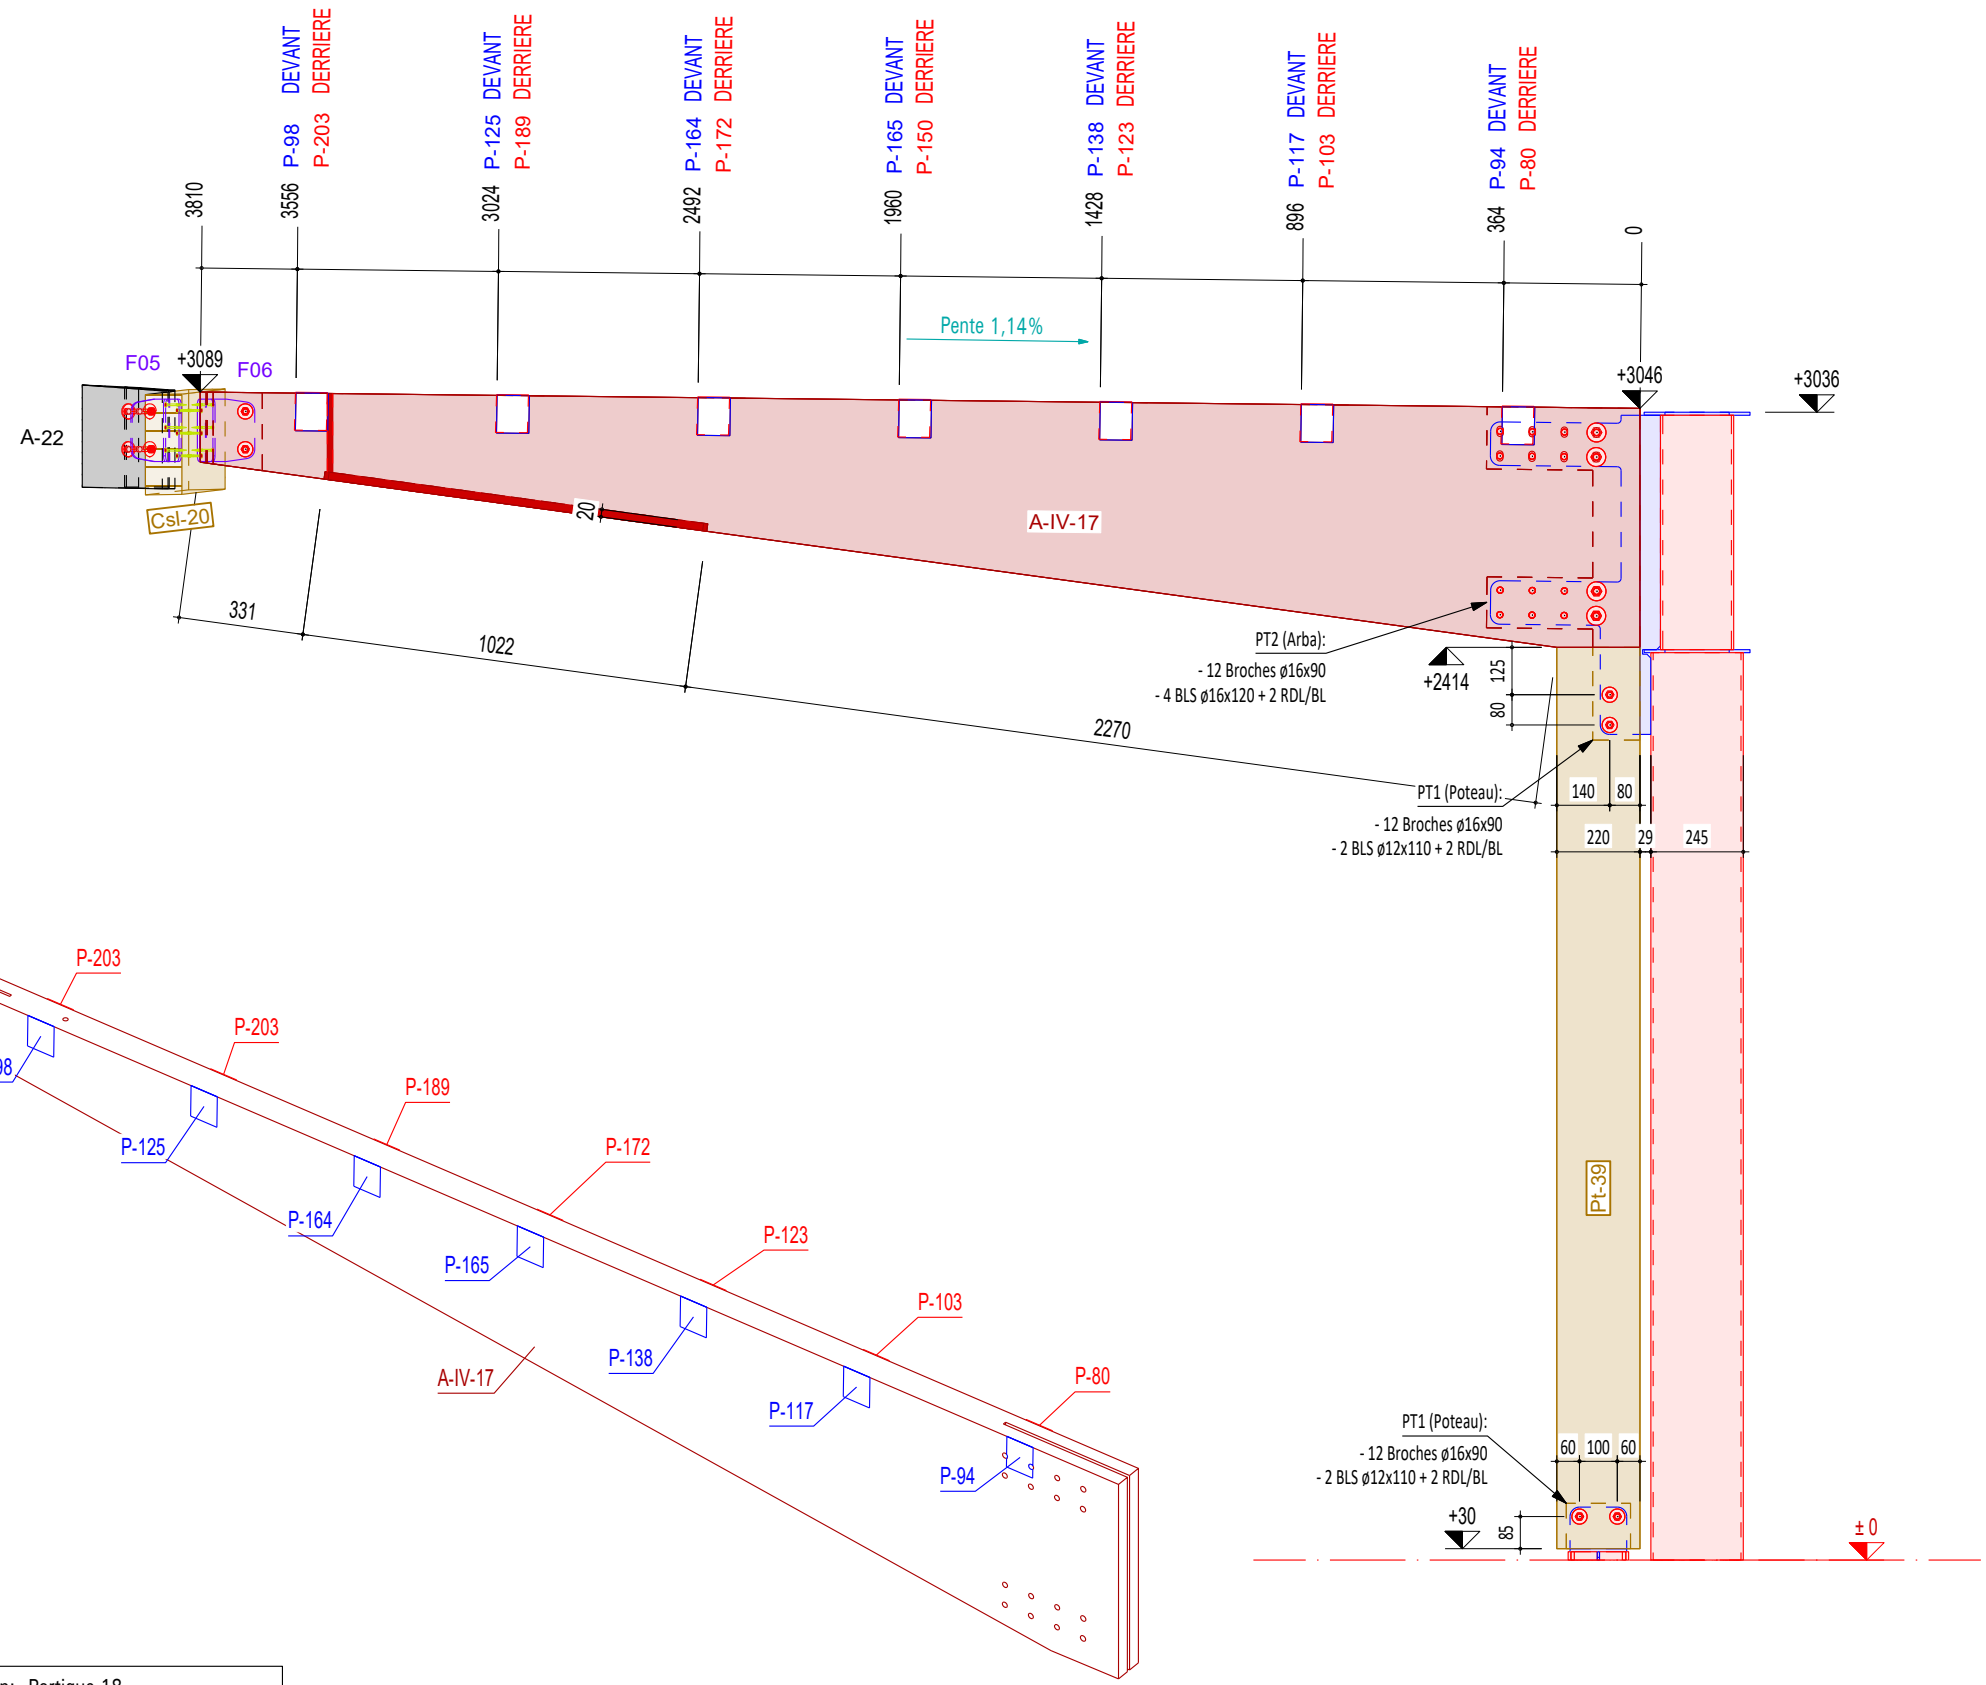 P-98 DEVANT
P-203 DERRIERE
P-125 DEVANT
P-189 DERRIERE
P-164 DEVANT
P-172 DERRIERE
P-165 DEVANT
P-150 DERRIERE
P-138 DEVANT
P-123 DERRIERE
P-117 DEVANT
P-103 DERRIERE
P-94 DEVANT
P-80 DERRIERE
3810
3556
3024
2492
1960
1428
896
364
0
Pente 1,14%
F05
+3089
F06
+3046
+3036
A-22
Csl-20
20
A-IV-17
331
1022
2270
PT2 (Arba):
- 12 Broches ø16x90
- 4 BLS ø16x120 + 2 RDL/BL
+2414
125
80
PT1 (Poteau):
- 12 Broches ø16x90
- 2 BLS ø12x110 + 2 RDL/BL
140
80
220
29
245
Pt-39
P-203
P-203
P-189
P-172
P-123
P-103
P-80
98
P-125
P-164
P-165
P-138
P-117
P-94
A-IV-17
PT1 (Poteau):
- 12 Broches ø16x90
- 2 BLS ø12x110 + 2 RDL/BL
60
100
60
+30
85
± 0
Portique 18